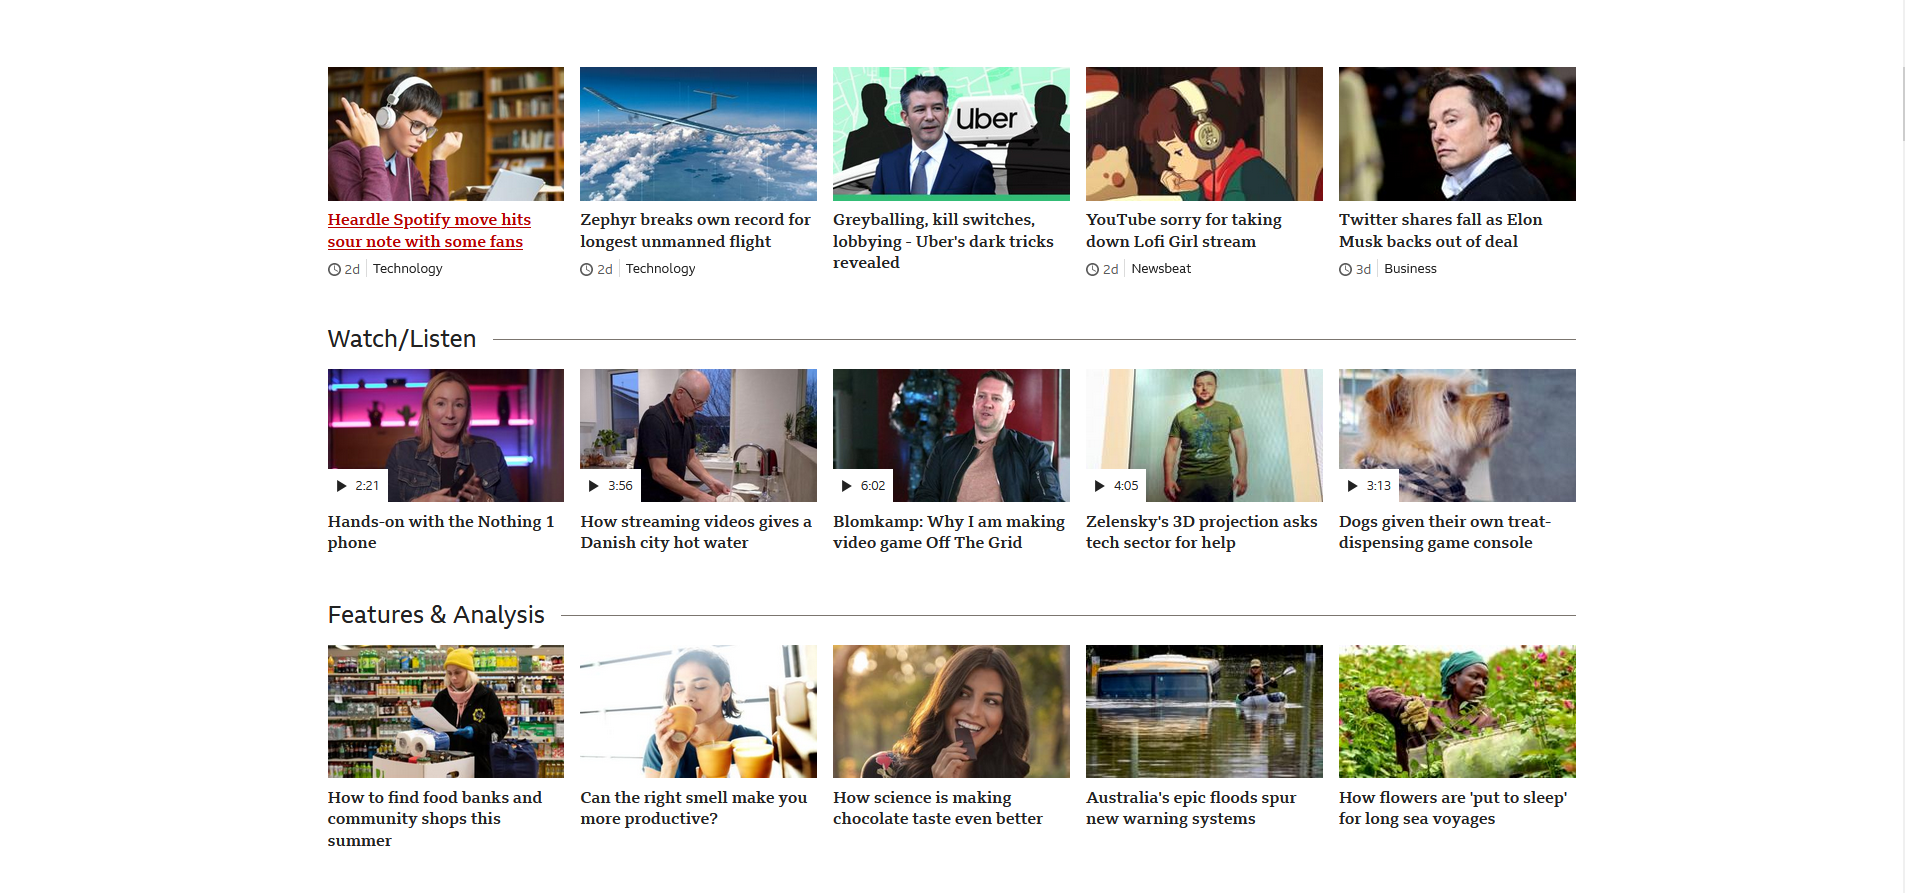 Uber
Heardle Spotify move hits
sour note with some fans
2d Technology
Zephyr breaks own record for
longest unmanned flight
2d Technology
Greyballing, kill switches,
lobbying - Uber's dark tricks
revealed
YouTube sorry for taking
down Lofi Girl stream
2d Newsbeat
Twitter shares fall as Elon
Musk backs out of deal
3d Business
Watch/Listen
2:21
Hands-on with the Nothing 1
phone
3:56
How streaming videos gives a
Danish city hot water
6:02
Blomkamp: Why I am making
video game Off The Grid
4:05
Zelensky's 3D projection asks
tech sector for help
3:13
Dogs given their own treat-
dispensing game console
Features & Analysis
How to find food banks and
community shops this
summer
Can the right smell make you
more productive?
How science is making
chocolate taste even better
Australia's epic floods spur
new warning systems
How flowers are 'put to sleep'
for long sea voyages